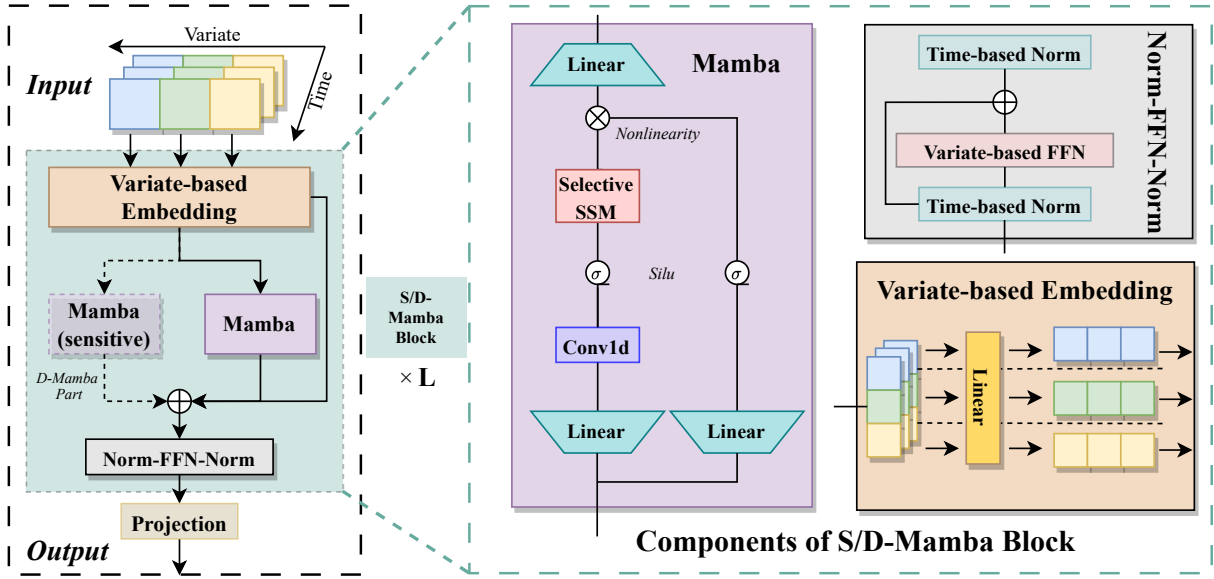 Variate
Input
Time
Variate-based
Embedding
Mamba
(sensitive)
Mamba
D-Mamba
Part
Norm-FFN-Norm
Projection
Output
S/D-
Mamba
Block
× L
Mamba
Linear
Nonlinearity
Selective
SSM
σ
Silu
σ
Conv1d
Linear
Linear
Time-based Norm
Variate-based FFN
Time-based Norm
Norm-FFN-Norm
Variate-based Embedding
Linear
Components of S/D-Mamba Block